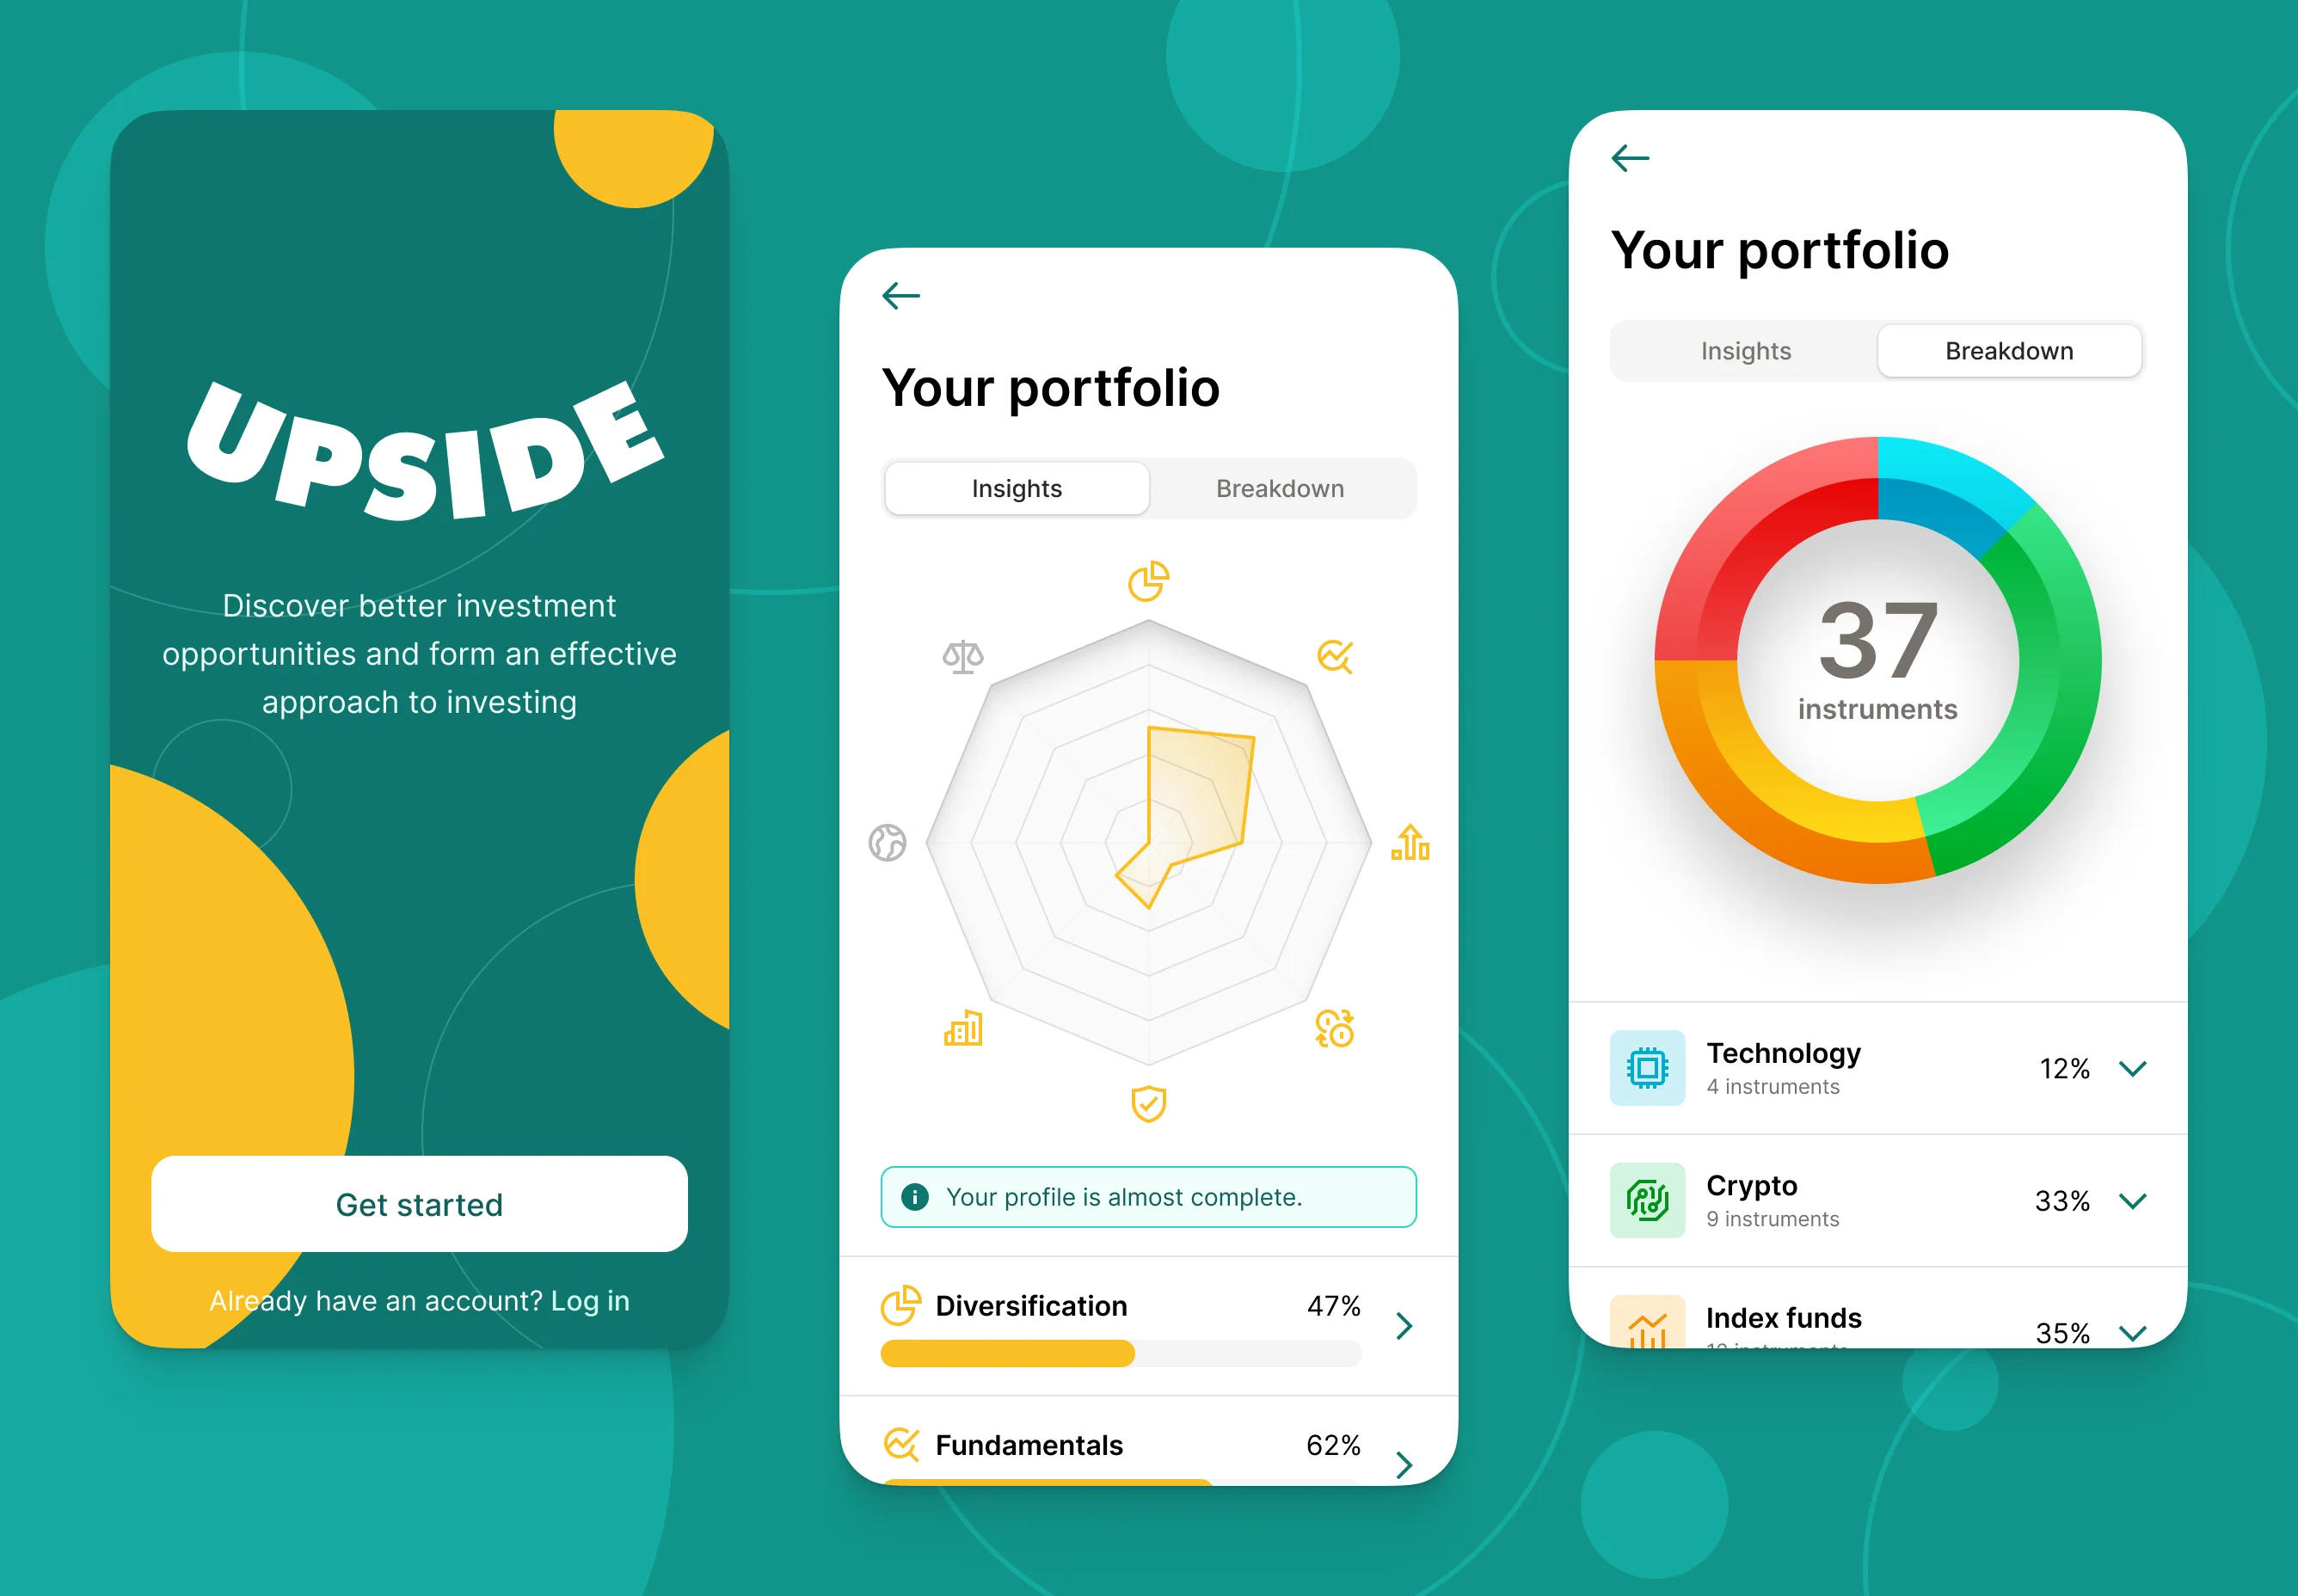 UPSIDE
Discover better investment
opportunities and form an effective
approach to investing
Get started
Already have an account? Log in
Your portfolio
Insights Breakdown
Your profile is almost complete.
Diversification 47%
Fundamentals 62%
Your portfolio
Insights Breakdown
37
instruments
Technology 12%
4 instruments
Crypto 33%
9 instruments
Index funds 35%
instruments